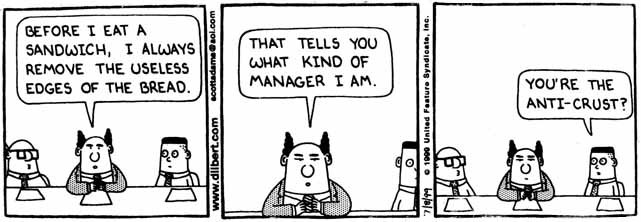 BEFORE I EAT A
SANDWICH, I ALWAYS
REMOVE THE USELESS
EDGES OF THE BREAD.
www.dilbert.com
scottadams@aol.com
THAT TELLS YOU
WHAT KIND OF
MANAGER I AM.
7/8/99 © 1999 United Feature Syndicate, Inc.
YOU'RE THE
ANTI-CRUST?